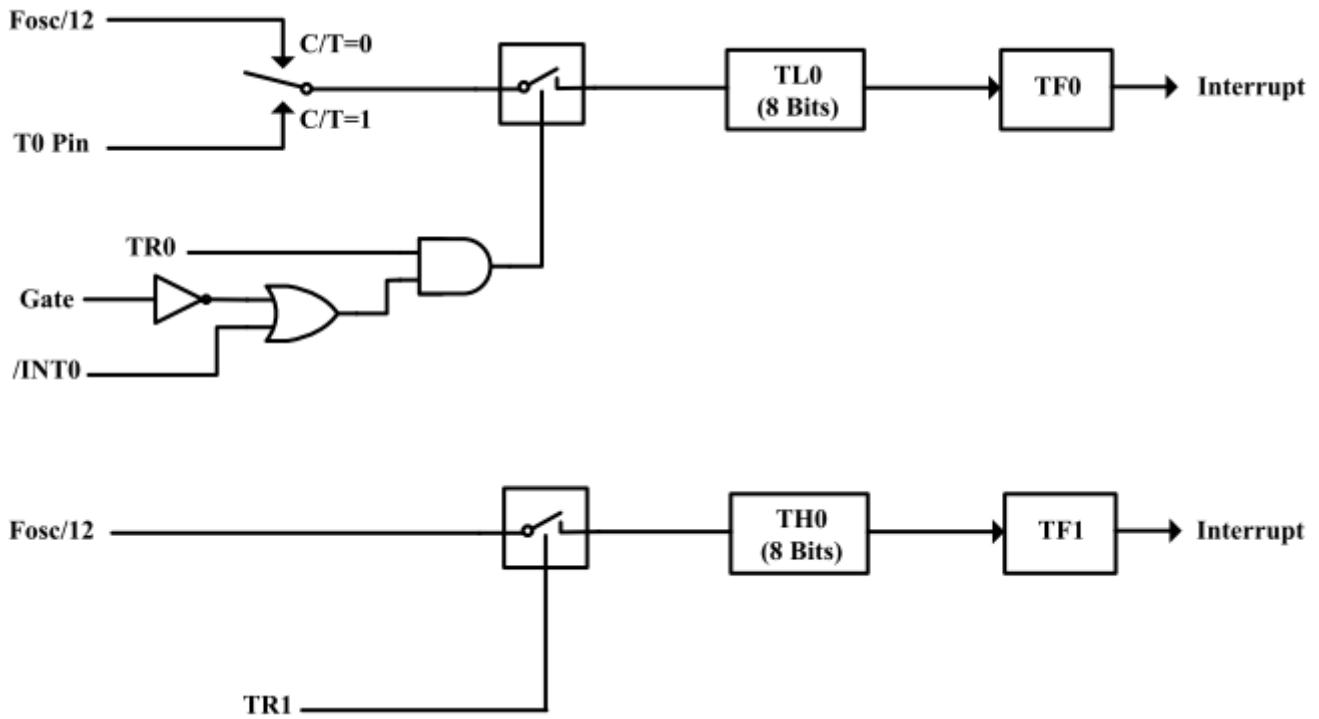 Fosc/12
C/T=0
C/T=1
T0 Pin
TL0
(8 Bits)
TF0
Interrupt
TR0
Gate
/INT0
Fosc/12
TH0
(8 Bits)
TF1
Interrupt
TR1